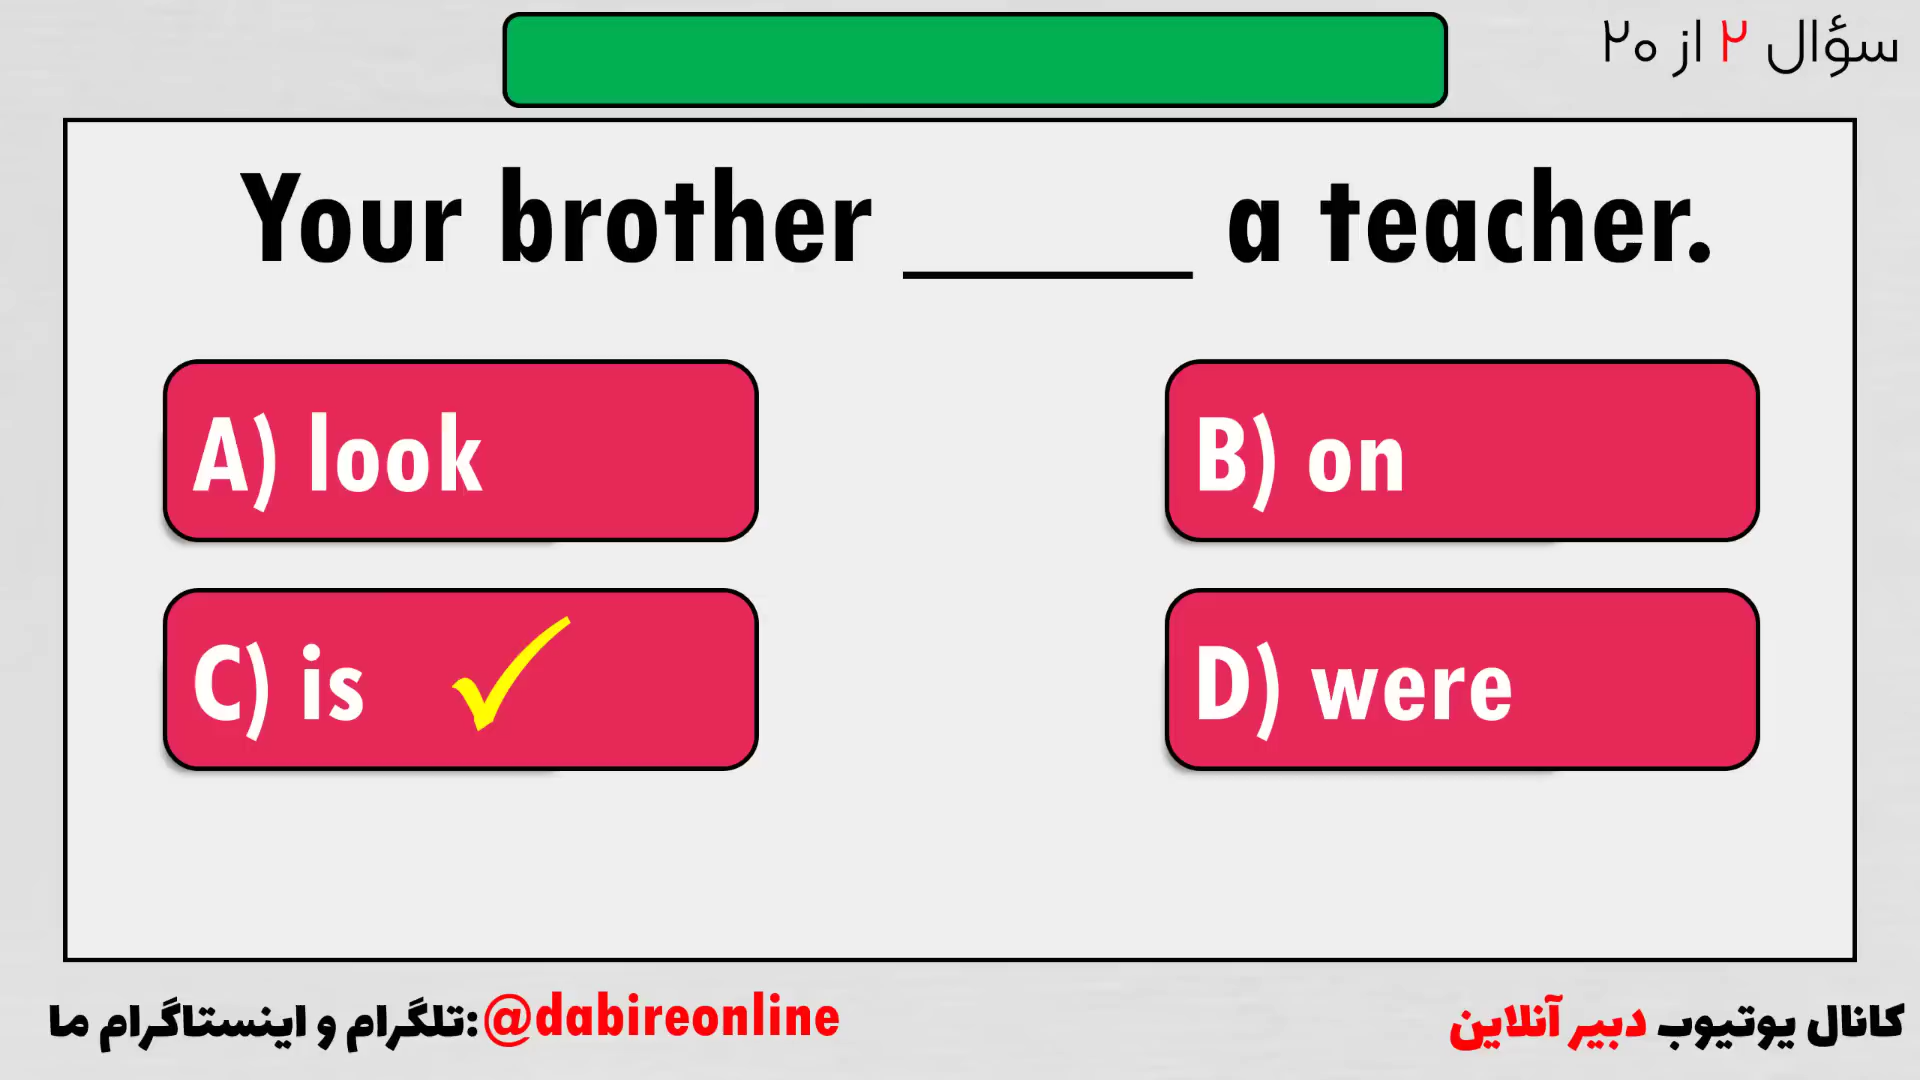 سؤال ۲ از ۲۰
Your brother ______ a teacher.
A) look
B) on
C) is
D) were
تلگرام و اینستاگرام ما: @dabireonline
کانال یوتیوب دبیر آنلاین